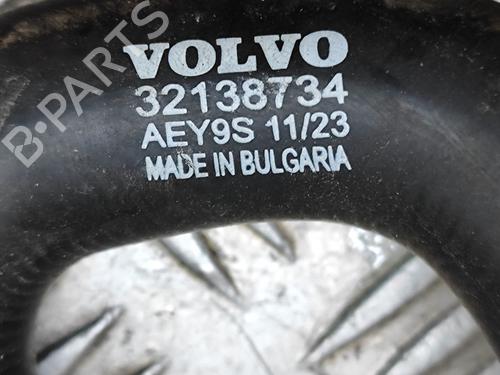 B-PARTS
VOLVO
32138734
AEY9S 11/23
MADE IN BULGARIA